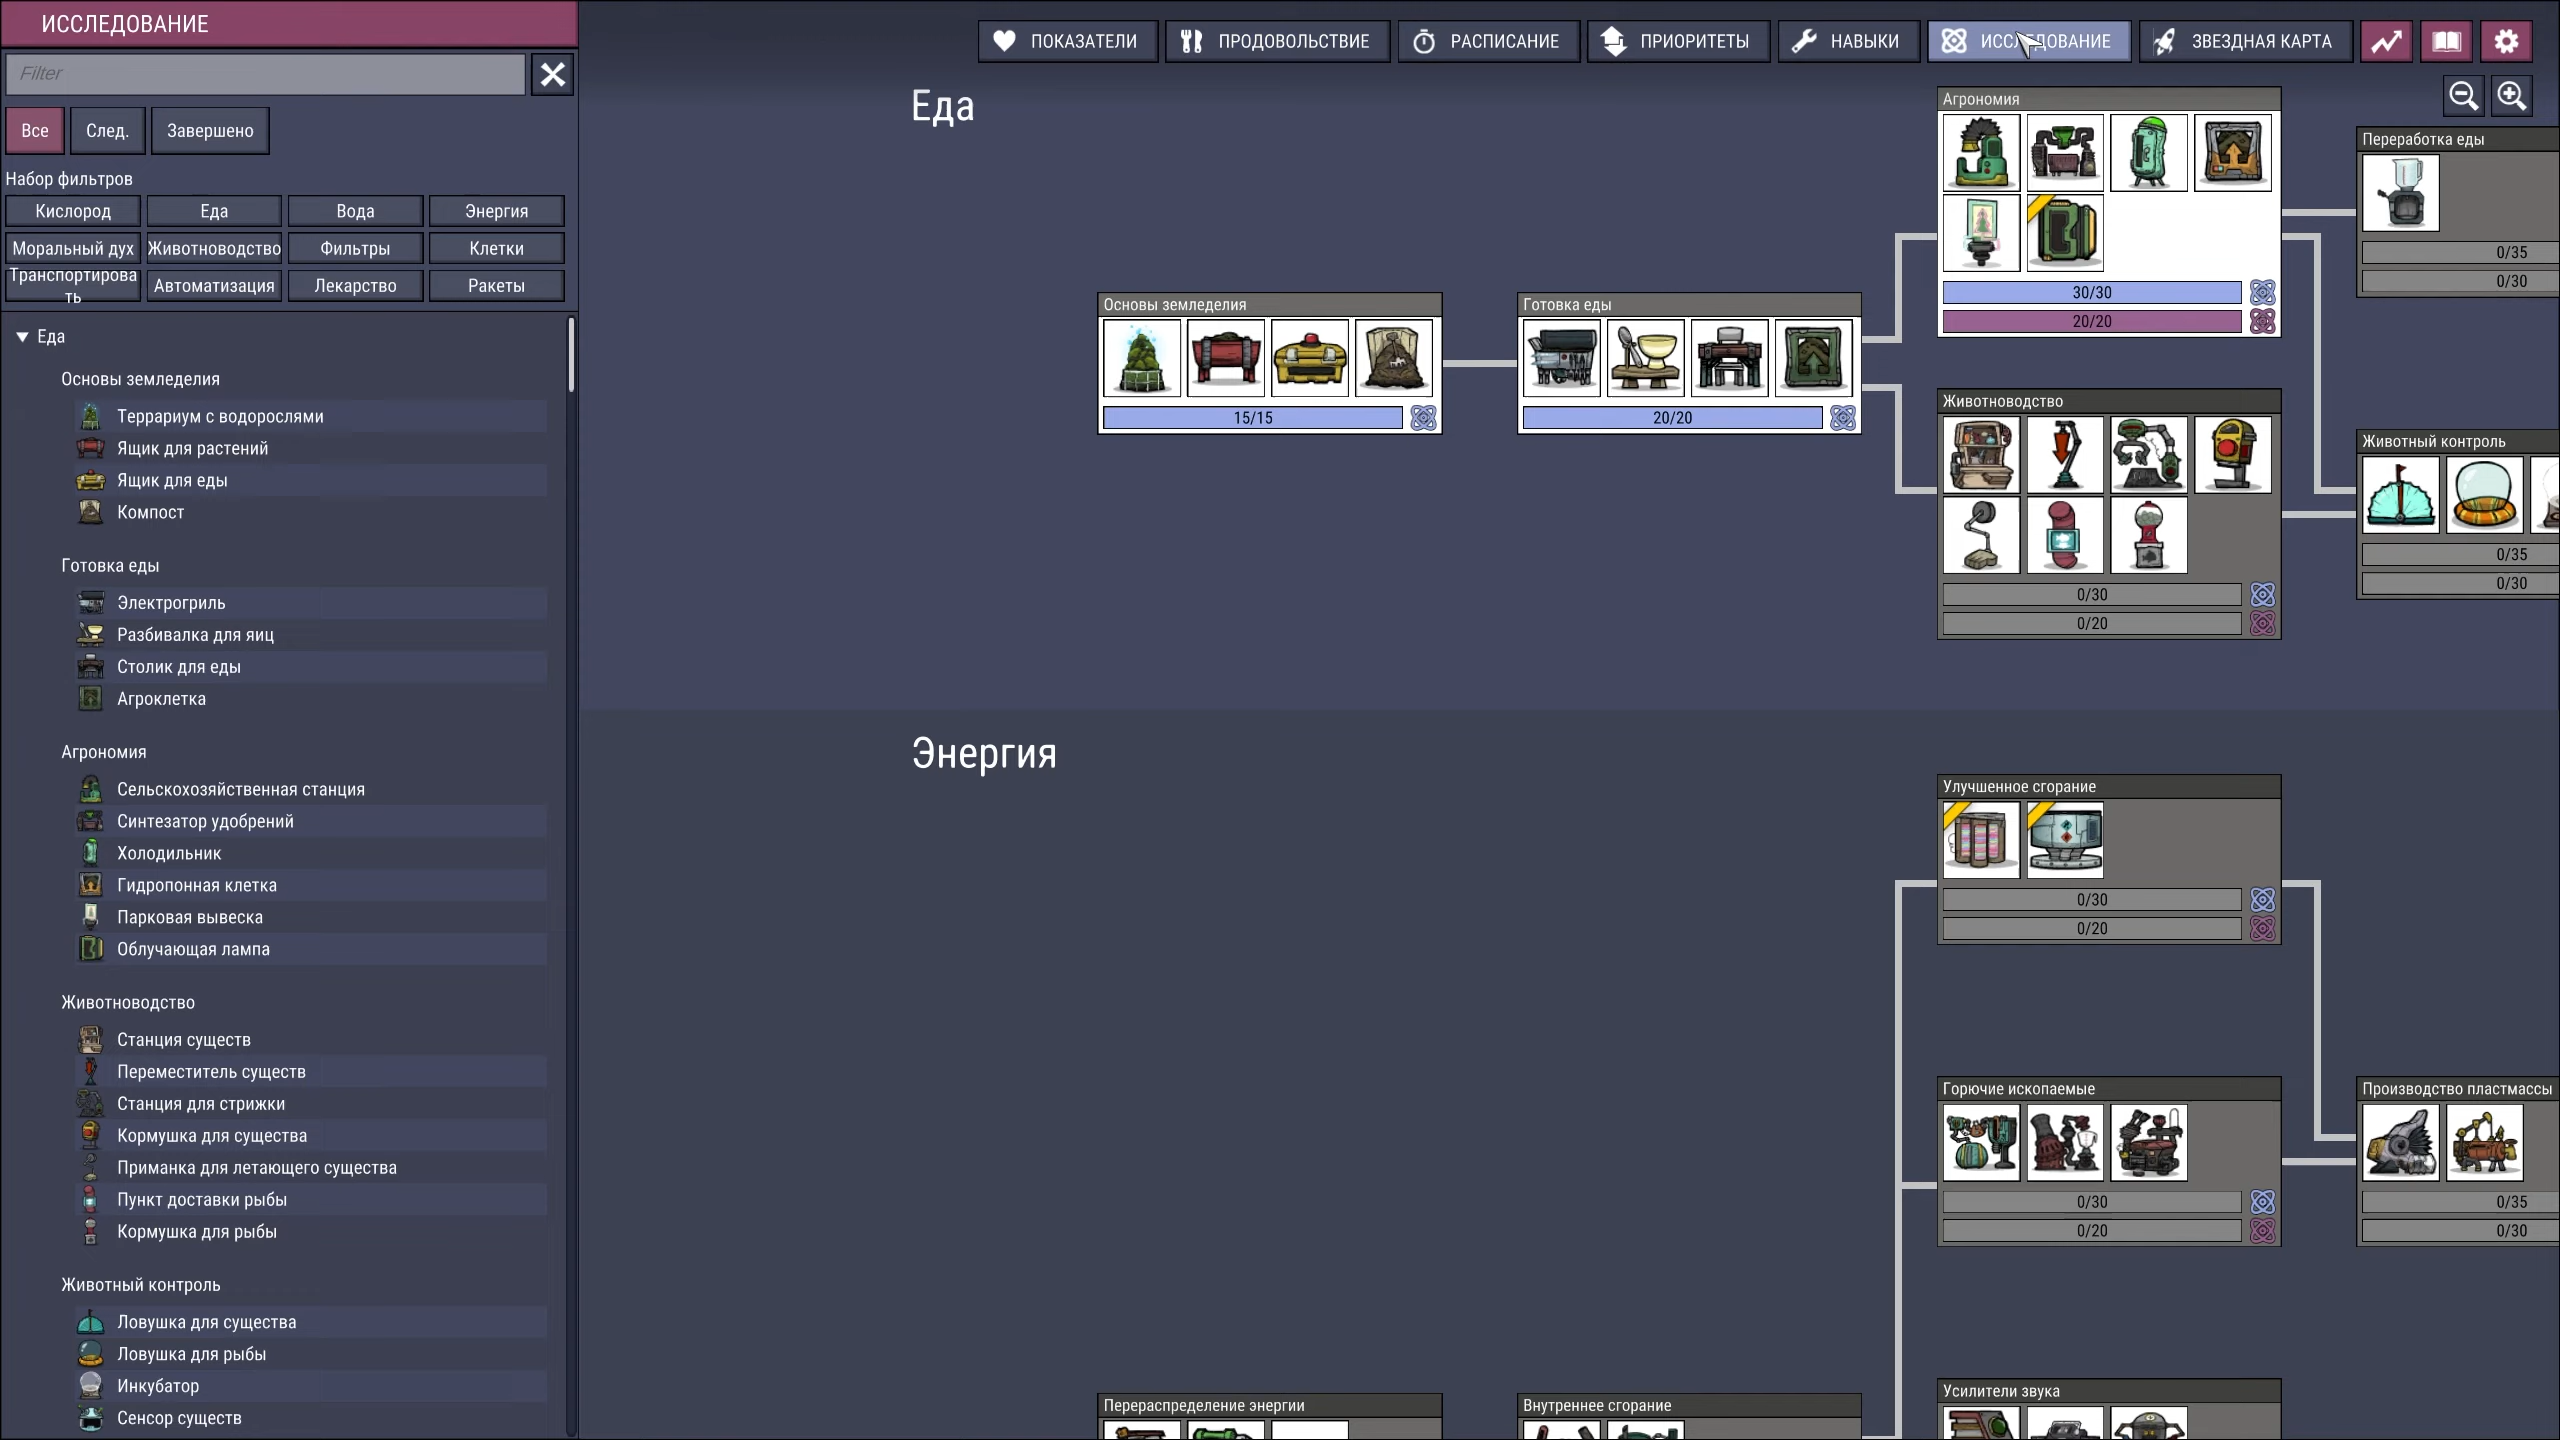 ИССЛЕДОВАНИЕ
ПОКАЗАТЕЛИ
ПРОДОВОЛЬСТВИЕ
РАСПИСАНИЕ
ПРИОРИТЕТЫ
НАВЫКИ
ИССЛЕДОВАНИЕ
ЗВЕЗДНАЯ КАРТА
Filter
Все
След.
Завершено
Набор фильтров
Кислород
Еда
Вода
Энергия
Моральный дух
Животноводство
Фильтры
Клетки
Транспортирова
ть
Автоматизация
Лекарство
Ракеты
Еда
Основы земледелия
Террариум с водорослями
Ящик для растений
Ящик для еды
Компост
Готовка еды
Электрогриль
Разбивалка для яиц
Столик для еды
Агроклетка
Агрономия
Сельскохозяйственная станция
Синтезатор удобрений
Холодильник
Гидропонная клетка
Парковая вывеска
Облучающая лампа
Животноводство
Станция существ
Переместитель существ
Станция для стрижки
Кормушка для существа
Приманка для летающего существа
Пункт доставки рыбы
Кормушка для рыбы
Животный контроль
Ловушка для существа
Ловушка для рыбы
Инкубатор
Сенсор существ
Еда
Основы земледелия
15/15
Готовка еды
20/20
Агрономия
30/30
20/20
Переработка еды
0/35
0/30
Животноводство
0/30
0/20
Животный контроль
0/35
0/30
Энергия
Улучшенное сгорание
0/30
0/20
Горючие ископаемые
0/30
0/20
Производство пластмассы
0/35
0/30
Перераспределение энергии
Внутреннее сгорание
Усилители звука